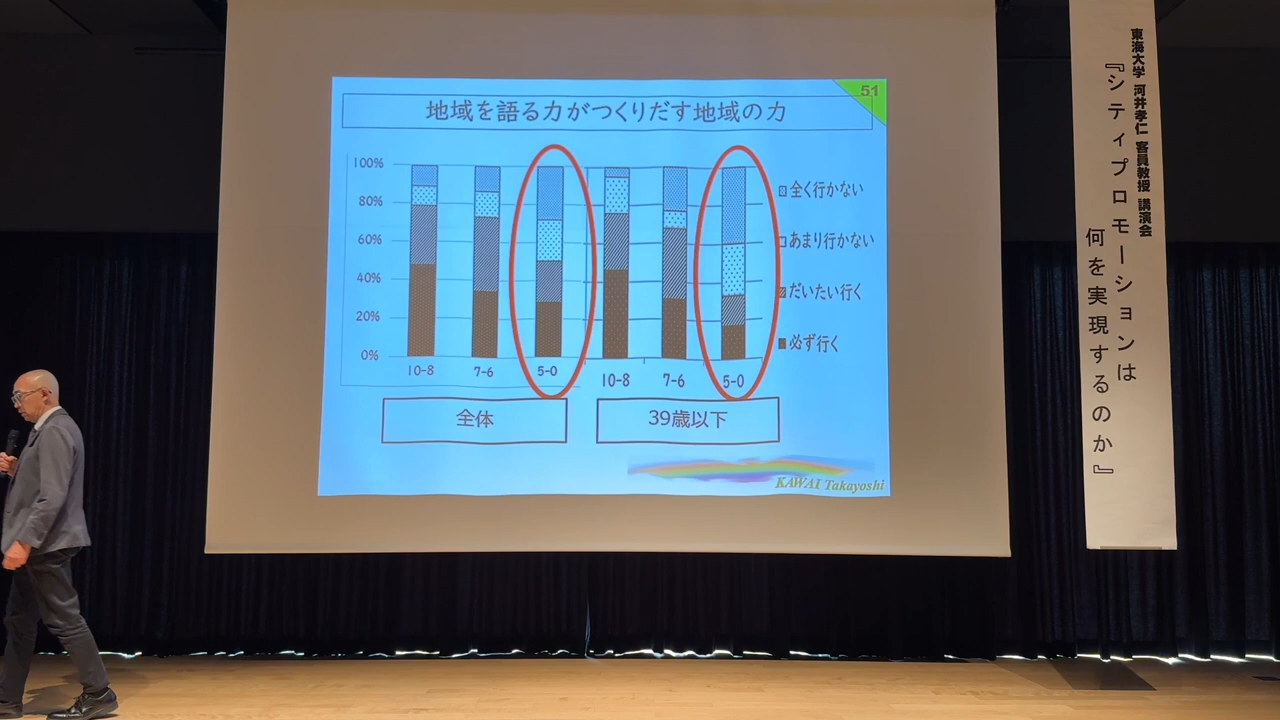 51
地域を語る力がつくりだす地域の力
100%
80%
60%
40%
20%
0%
10-8
7-6
5-0
10-8
7-6
5-0
全く行かない
あまり行かない
だいたい行く
必ず行く
全体
39歳以下
KAWAI Takayoshi
東海大学 河井孝仁 客員教授 講演会
『シティプロモーションは
何を実現するのか』